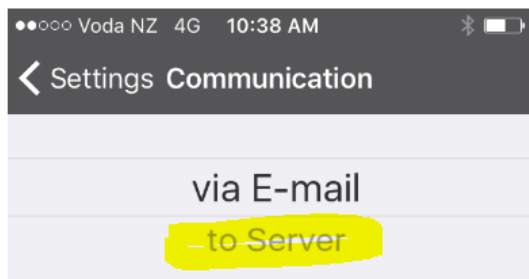 Voda NZ 4G 10:38 AM
Settings Communication
via E-mail
to Server